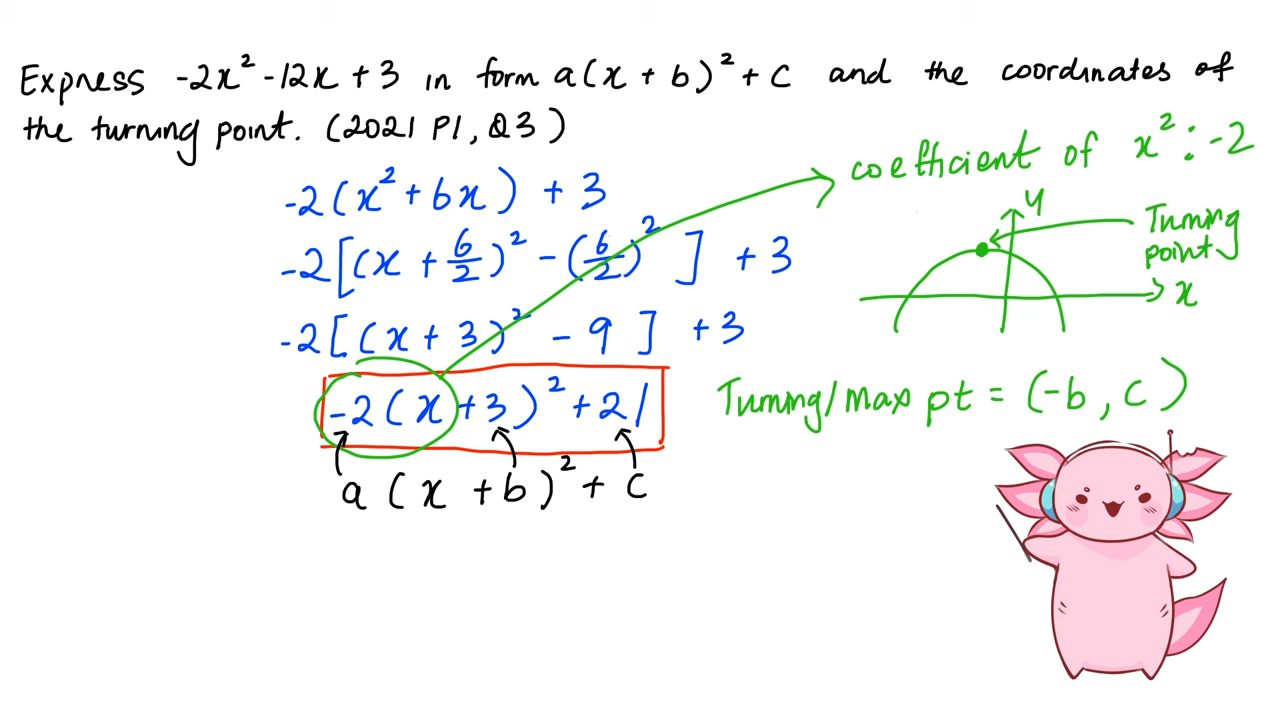 Express -2x² -12x + 3 in form a(x + b)² + c and the coordinates of
the turning point. (2021 P1, Q3)
coefficient of x² : -2
-2(x² + 6x) + 3
-2[(x + 6/2)² - (6/2)² ] + 3
-2[(x + 3)² - 9 ] + 3
-2(x + 3)² + 21
a (x + b)² + c
y
Turning
point
x
Turning/max pt = (-b, c)